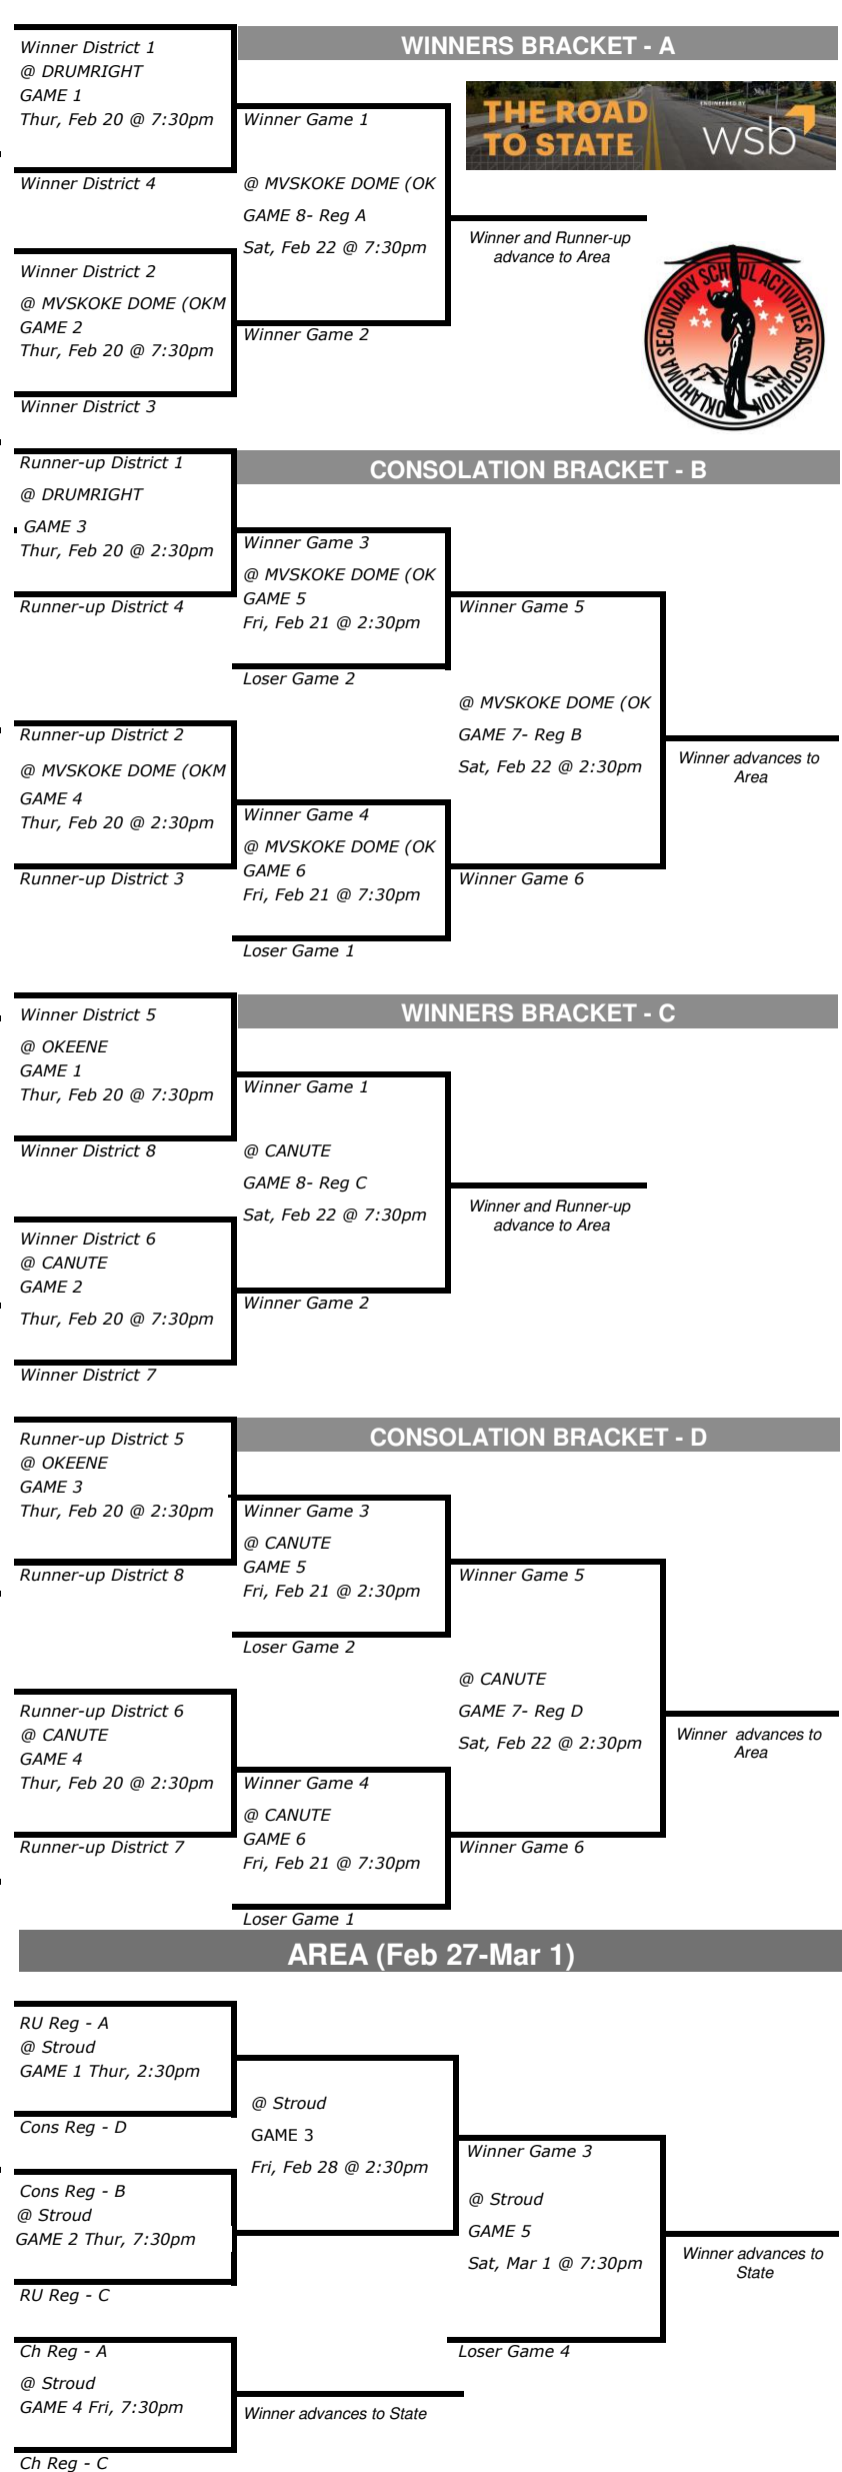 WINNERS BRACKET - A
Winner District 1
@ DRUMRIGHT
GAME 1
Thur, Feb 20 @ 7:30pm
Winner District 4
THE ROAD
TO STATE
ENGINEERED BY
wsb
Winner Game 1
@ MVSKOKE DOME (OK
GAME 8- Reg A
Sat, Feb 22 @ 7:30pm
Winner Game 2
Winner and Runner-up
advance to Area
Winner District 2
@ MVSKOKE DOME (OKM
GAME 2
Thur, Feb 20 @ 7:30pm
Winner District 3
OKLAHOMA SECONDARY SCHOOL ACTIVITIES ASSOCIATION
CONSOLATION BRACKET - B
Runner-up District 1
@ DRUMRIGHT
GAME 3
Thur, Feb 20 @ 2:30pm
Runner-up District 4
Winner Game 3
@ MVSKOKE DOME (OK
GAME 5
Fri, Feb 21 @ 2:30pm
Loser Game 2
Winner Game 5
@ MVSKOKE DOME (OK
GAME 7- Reg B
Sat, Feb 22 @ 2:30pm
Winner Game 6
Winner advances to
Area
Runner-up District 2
@ MVSKOKE DOME (OKM
GAME 4
Thur, Feb 20 @ 2:30pm
Runner-up District 3
Winner Game 4
@ MVSKOKE DOME (OK
GAME 6
Fri, Feb 21 @ 7:30pm
Loser Game 1
WINNERS BRACKET - C
Winner District 5
@ OKEENE
GAME 1
Thur, Feb 20 @ 7:30pm
Winner District 8
Winner Game 1
@ CANUTE
GAME 8- Reg C
Sat, Feb 22 @ 7:30pm
Winner Game 2
Winner and Runner-up
advance to Area
Winner District 6
@ CANUTE
GAME 2
Thur, Feb 20 @ 7:30pm
Winner District 7
CONSOLATION BRACKET - D
Runner-up District 5
@ OKEENE
GAME 3
Thur, Feb 20 @ 2:30pm
Runner-up District 8
Winner Game 3
@ CANUTE
GAME 5
Fri, Feb 21 @ 2:30pm
Loser Game 2
Winner Game 5
@ CANUTE
GAME 7- Reg D
Sat, Feb 22 @ 2:30pm
Winner Game 6
Winner advances to
Area
Runner-up District 6
@ CANUTE
GAME 4
Thur, Feb 20 @ 2:30pm
Runner-up District 7
Winner Game 4
@ CANUTE
GAME 6
Fri, Feb 21 @ 7:30pm
Loser Game 1
AREA (Feb 27-Mar 1)
RU Reg - A
@ Stroud
GAME 1 Thur, 2:30pm
Cons Reg - D
@ Stroud
GAME 3
Fri, Feb 28 @ 2:30pm
Cons Reg - B
@ Stroud
GAME 2 Thur, 7:30pm
RU Reg - C
Winner Game 3
@ Stroud
GAME 5
Sat, Mar 1 @ 7:30pm
Loser Game 4
Winner advances to
State
Ch Reg - A
@ Stroud
GAME 4 Fri, 7:30pm
Ch Reg - C
Winner advances to State